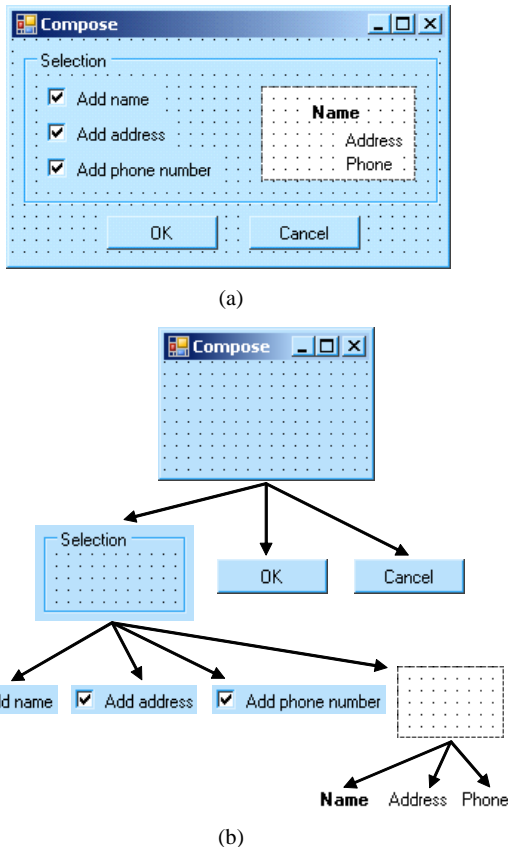 Compose
Selection
Add name
Name
Add address
Address
Add phone number
Phone
OK Cancel
(a)
Compose
Selection
OK Cancel
name Add address Add phone number
Name Address Phone
(b)